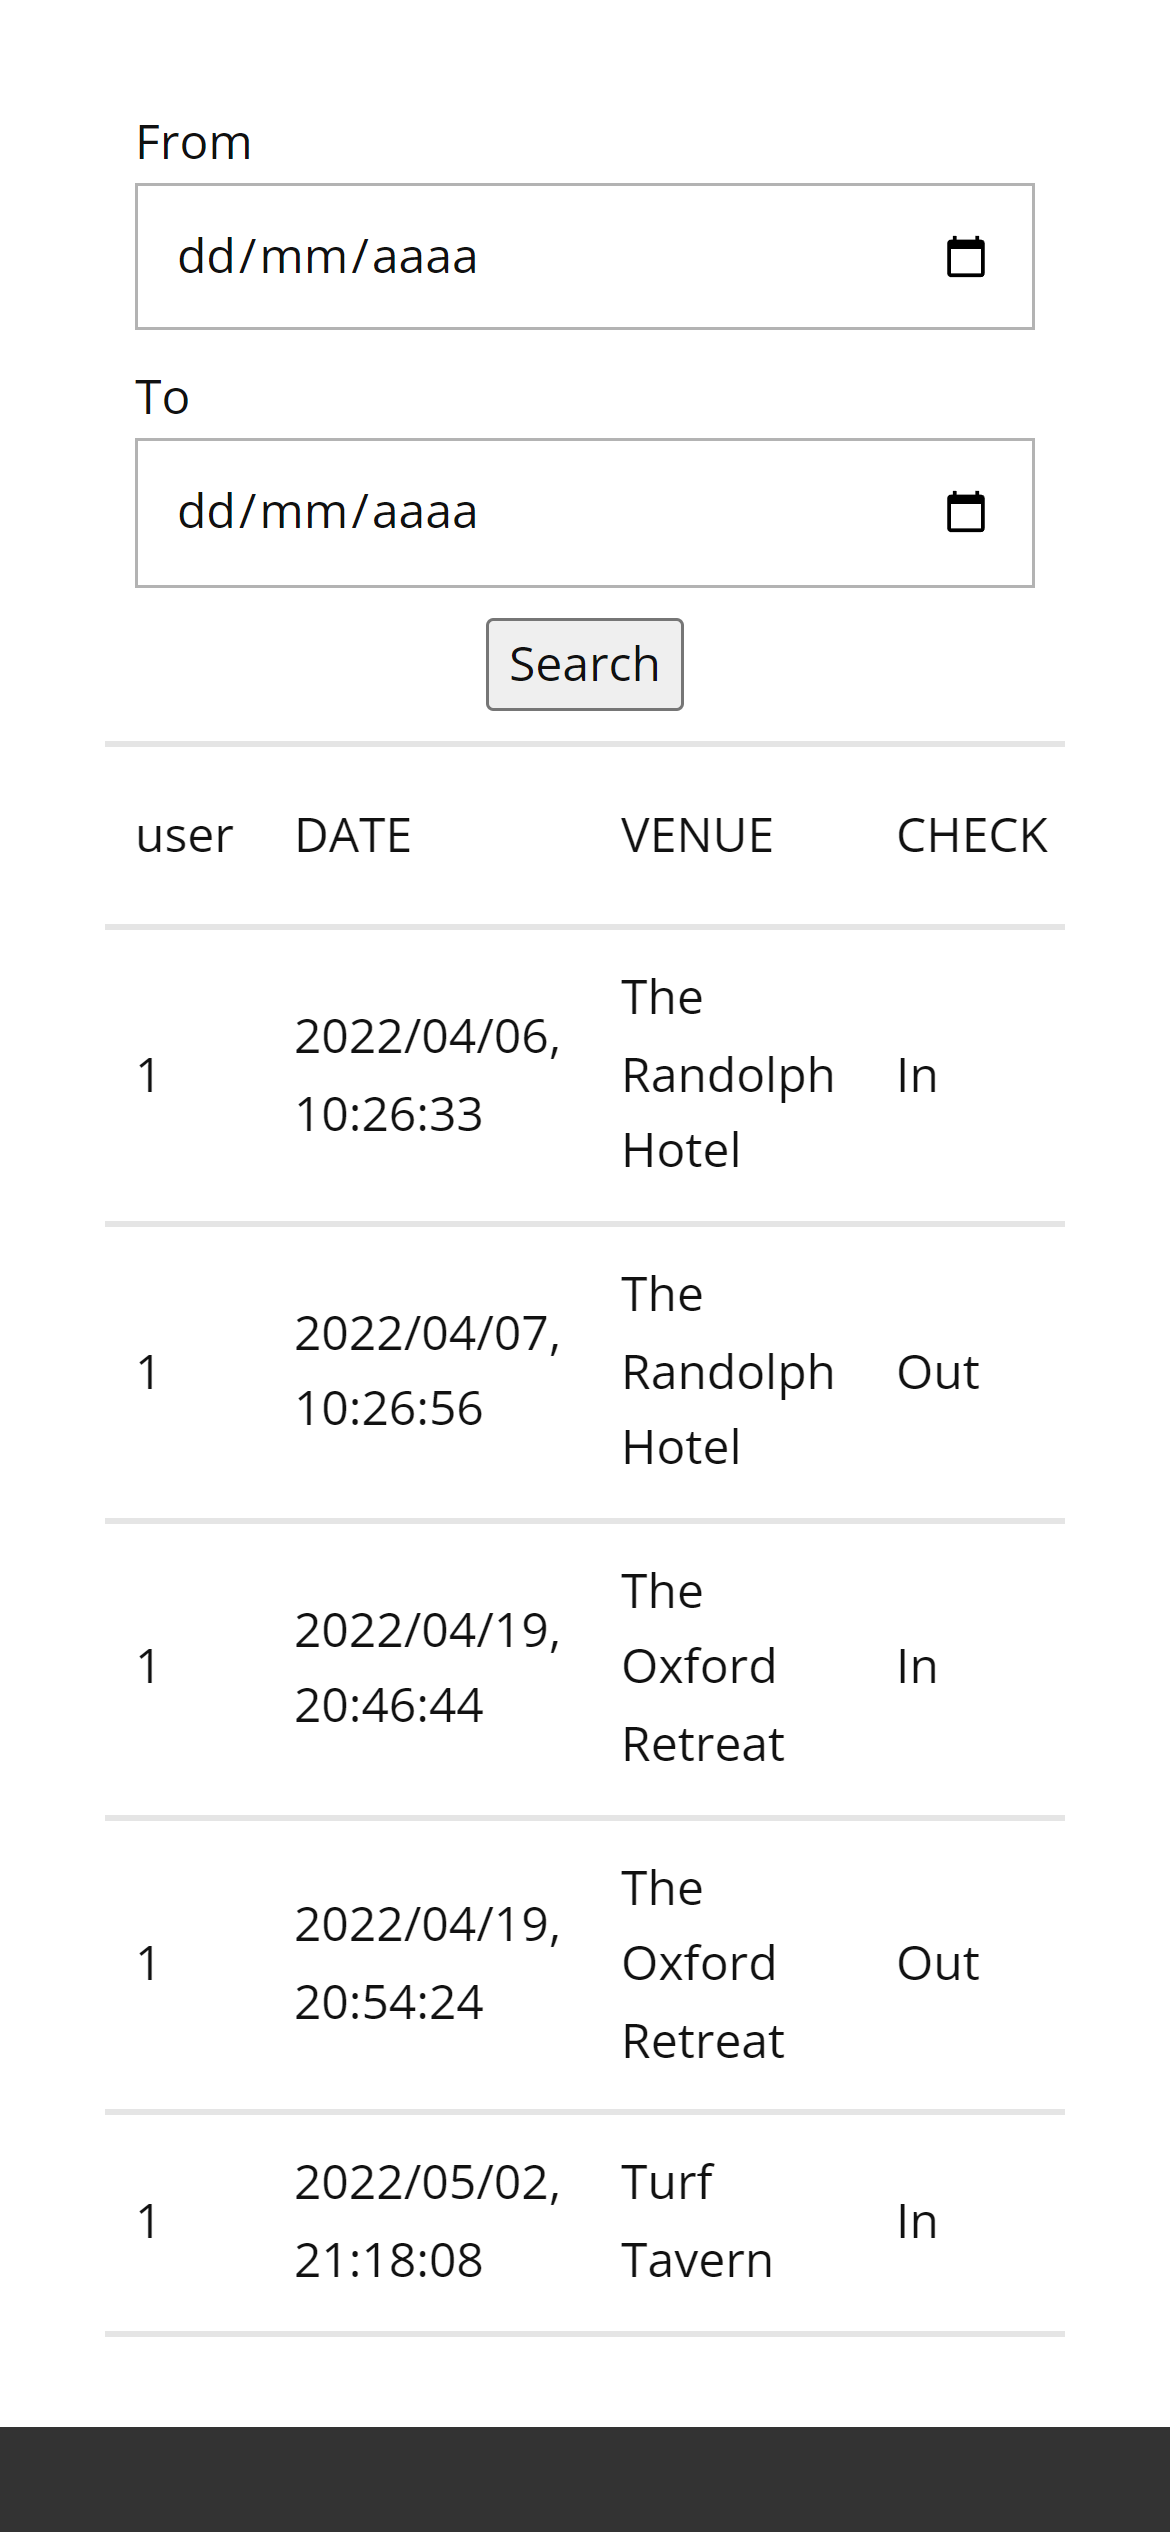 From
dd/mm/aaaa
To
dd/mm/aaaa
Search
user DATE VENUE CHECK
1 2022/04/06, 10:26:33 The Randolph Hotel In
1 2022/04/07, 10:26:56 The Randolph Hotel Out
1 2022/04/19, 20:46:44 The Oxford Retreat In
1 2022/04/19, 20:54:24 The Oxford Retreat Out
1 2022/05/02, 21:18:08 Turf Tavern In